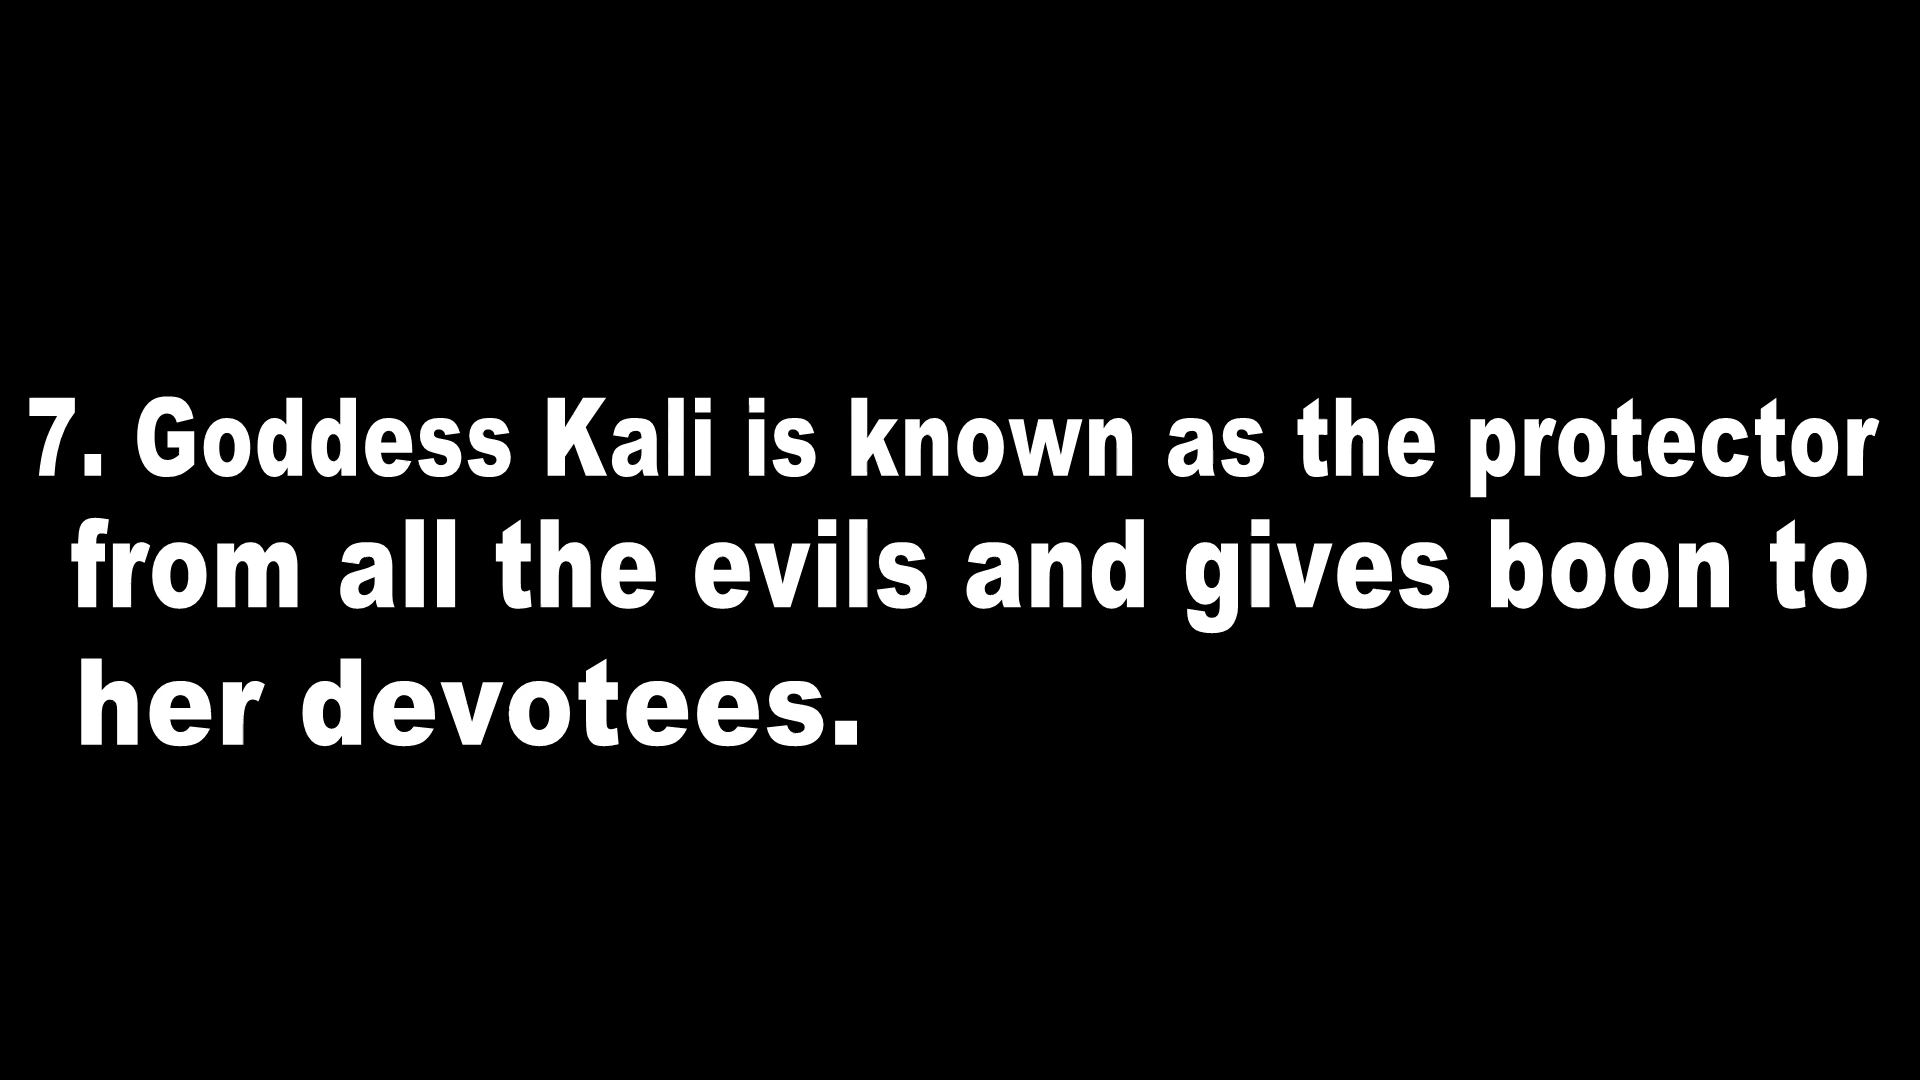 7. Goddess Kali is known as the protector
from all the evils and gives boon to
her devotees.